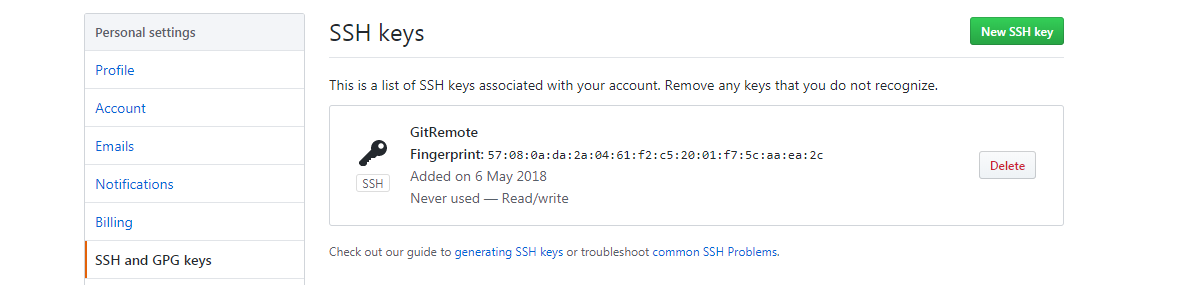 Personal settings
Profile
Account
Emails
Notifications
Billing
SSH and GPG keys
SSH keys
New SSH key
This is a list of SSH keys associated with your account. Remove any keys that you do not recognize.
GitRemote
Fingerprint: 57:08:0a:da:2a:04:61:f2:c5:20:01:f7:5c:aa:ea:2c
Added on 6 May 2018
Never used — Read/write
SSH
Delete
Check out our guide to generating SSH keys or troubleshoot common SSH Problems.